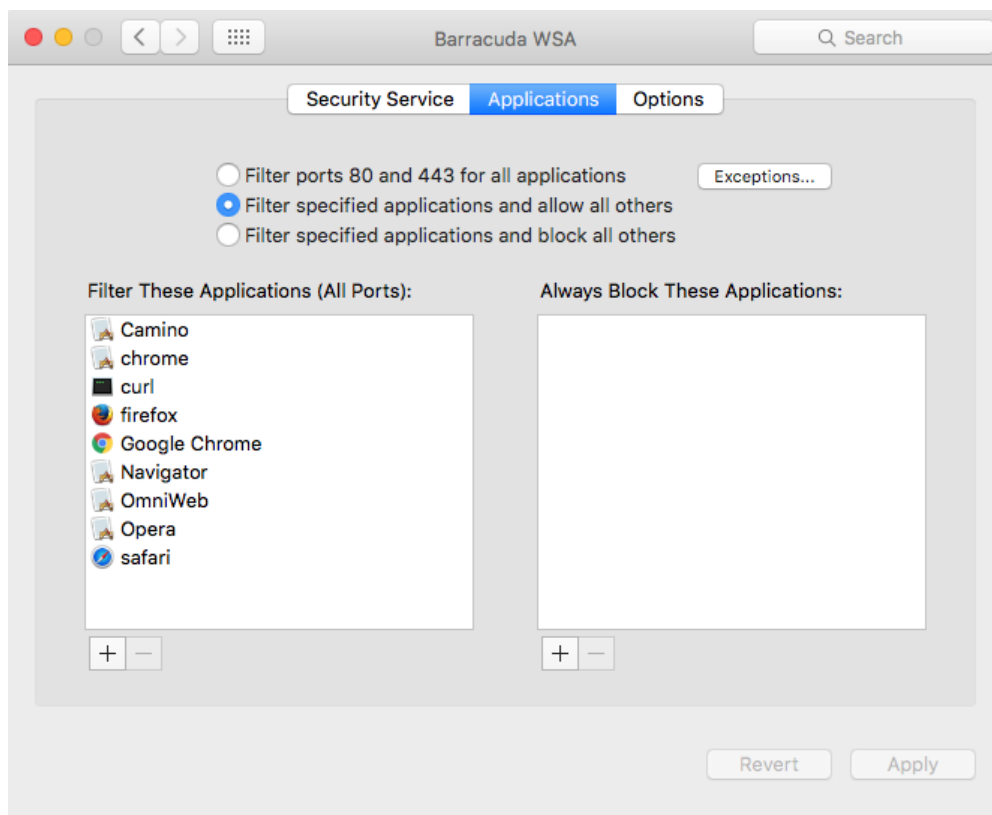 Barracuda WSA
Search
Security Service
Applications
Options
Filter ports 80 and 443 for all applications
Exceptions...
Filter specified applications and allow all others
Filter specified applications and block all others
Filter These Applications (All Ports):
Camino
chrome
curl
firefox
Google Chrome
Navigator
OmniWeb
Opera
safari
Always Block These Applications:
Revert
Apply